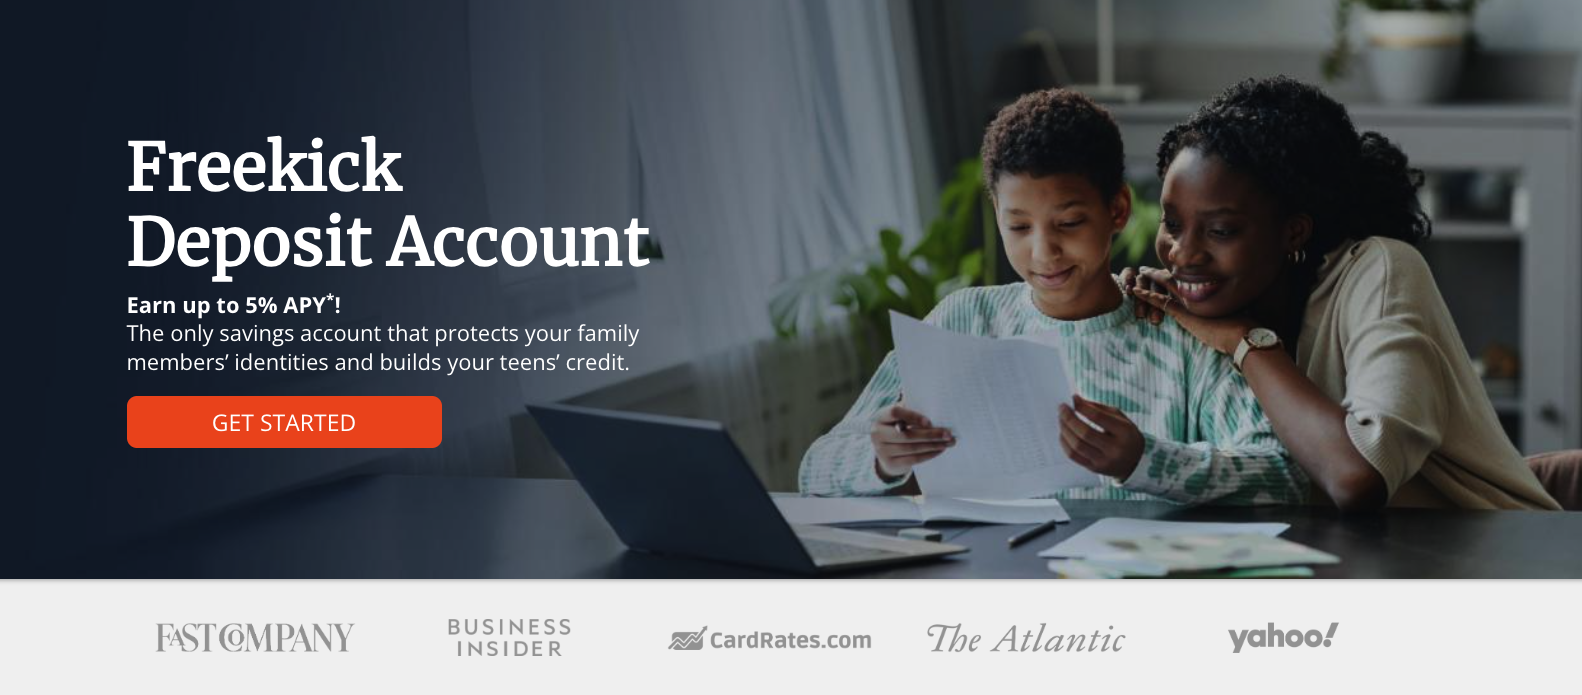 Freekick
Deposit Account
Earn up to 5% APY*!
The only savings account that protects your family
members’ identities and builds your teens’ credit.
GET STARTED
FAST COMPANY
BUSINESS
INSIDER
CardRates.com
The Atlantic
yahoo!